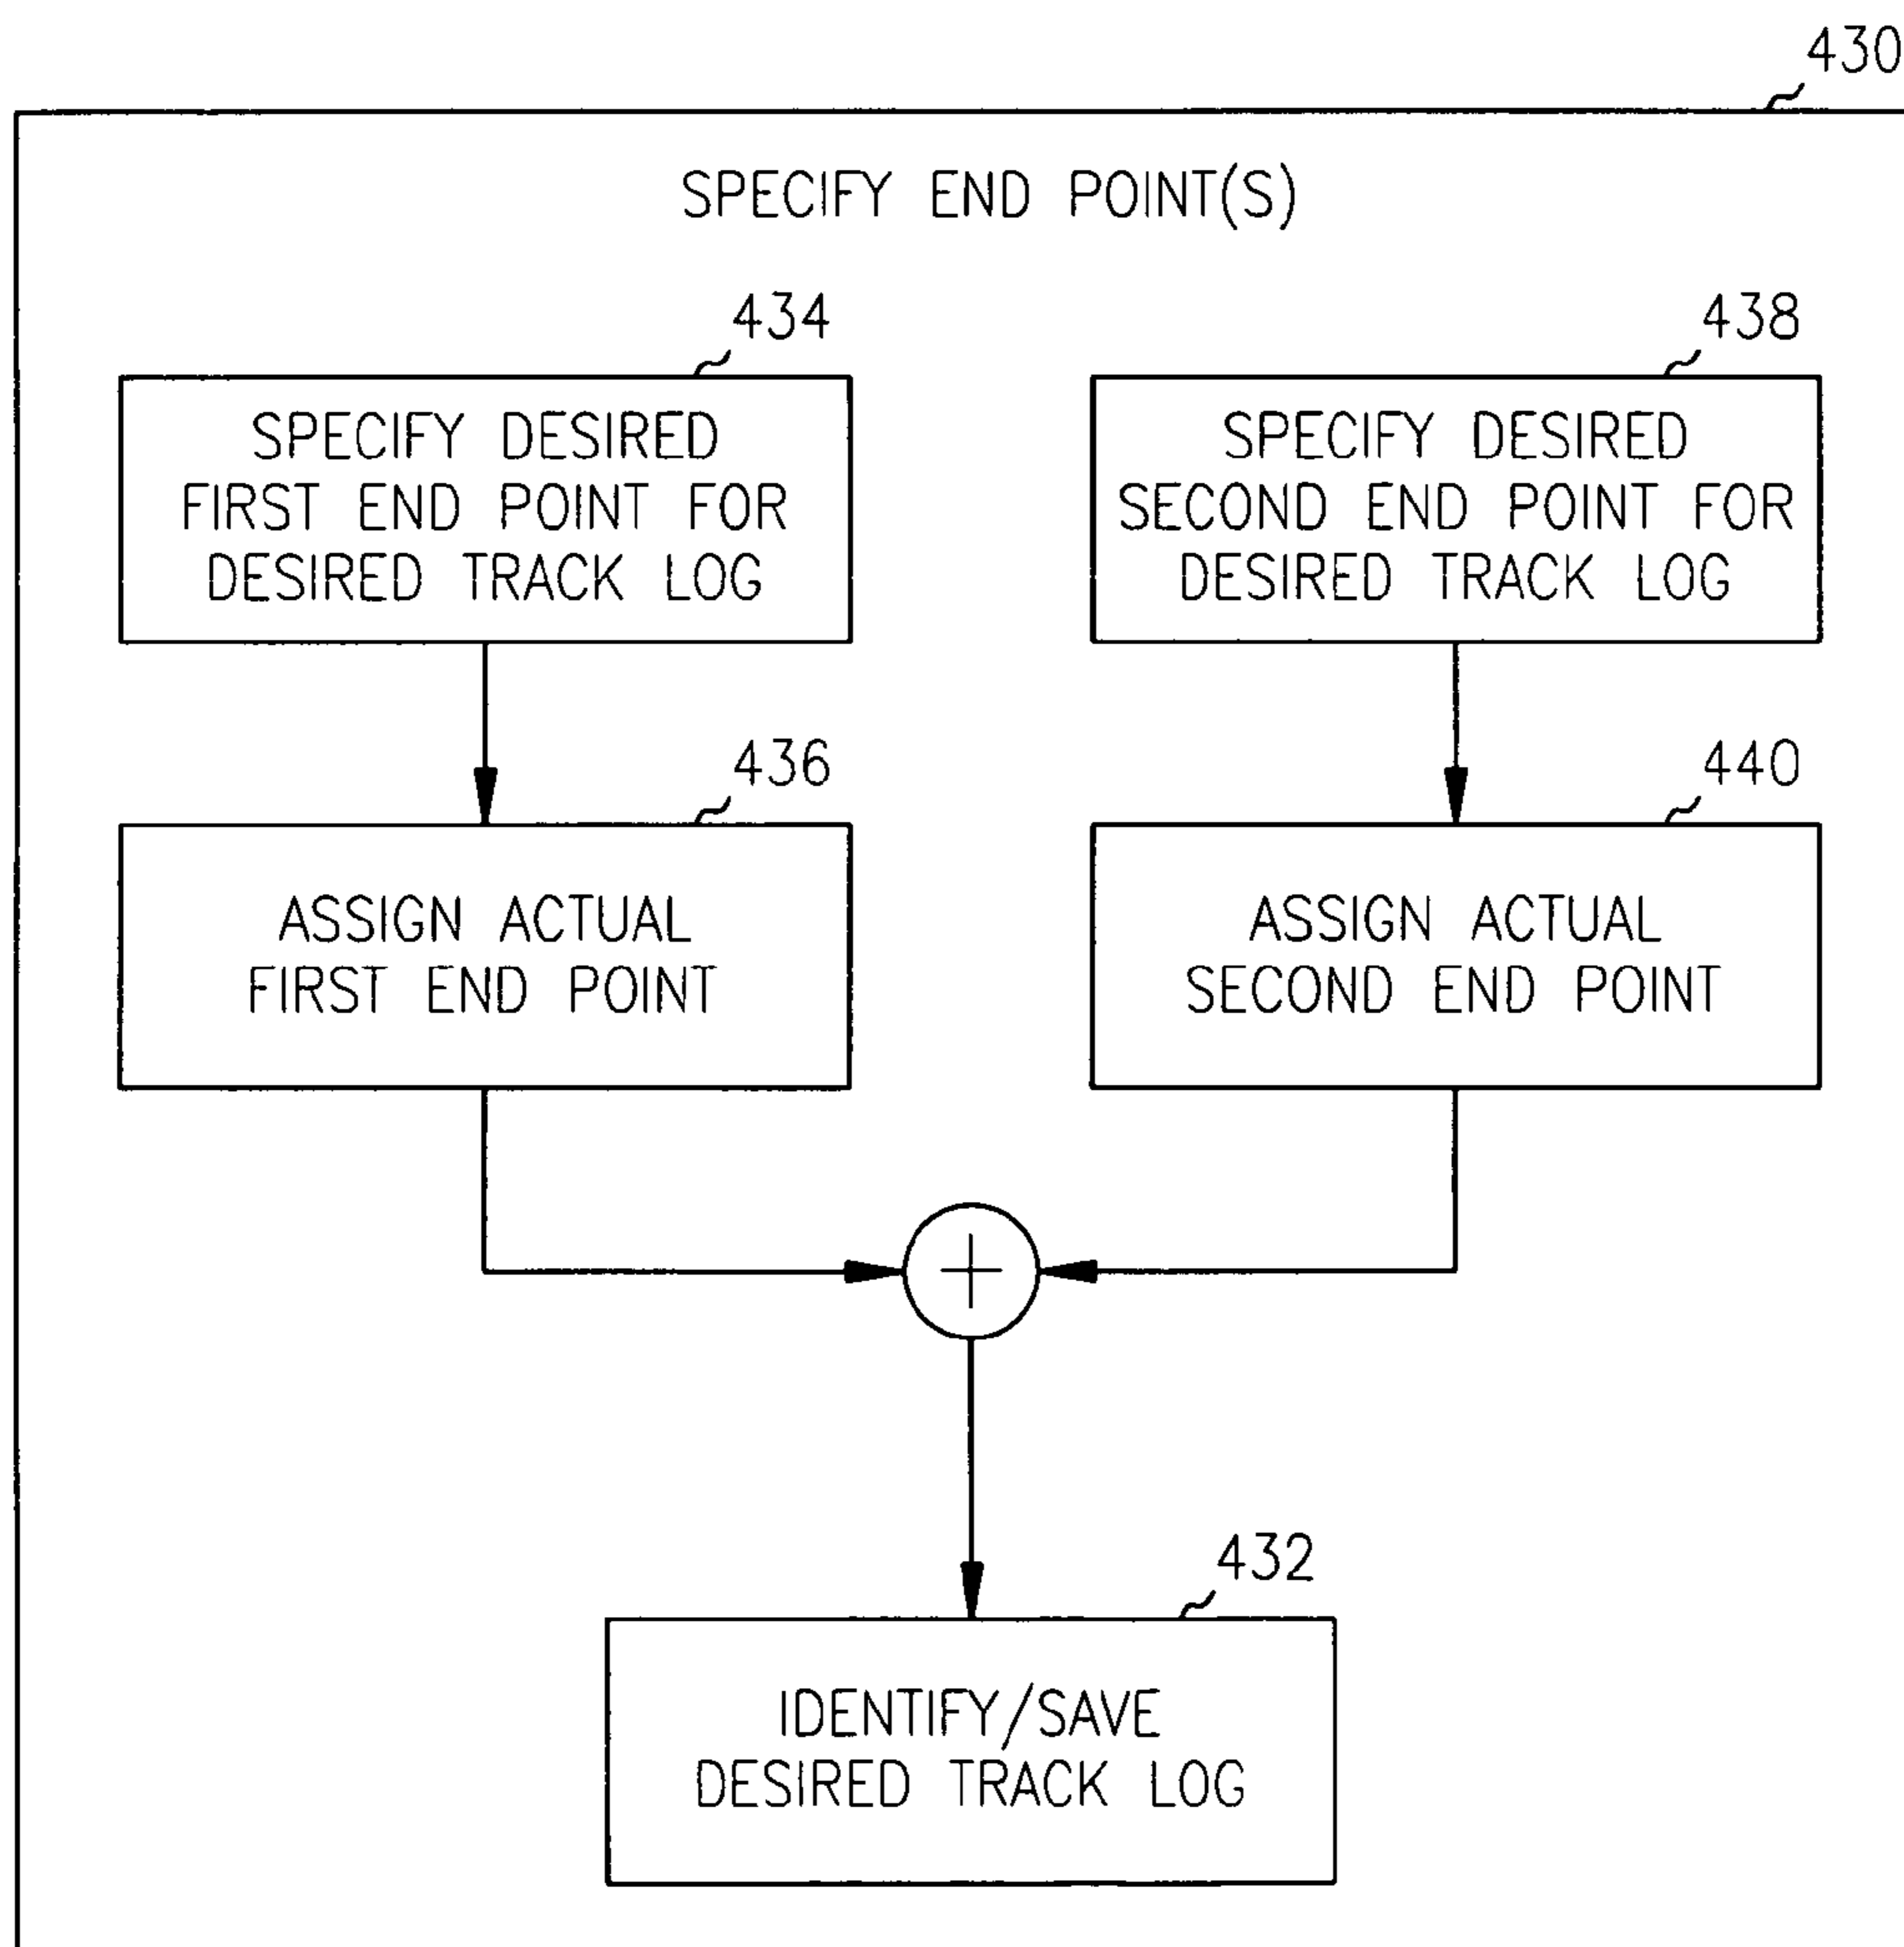 430
SPECIFY END POINT(S)
434
SPECIFY DESIRED
FIRST END POINT FOR
DESIRED TRACK LOG
438
SPECIFY DESIRED
SECOND END POINT FOR
DESIRED TRACK LOG
436
ASSIGN ACTUAL
FIRST END POINT
440
ASSIGN ACTUAL
SECOND END POINT
+
432
IDENTIFY/SAVE
DESIRED TRACK LOG